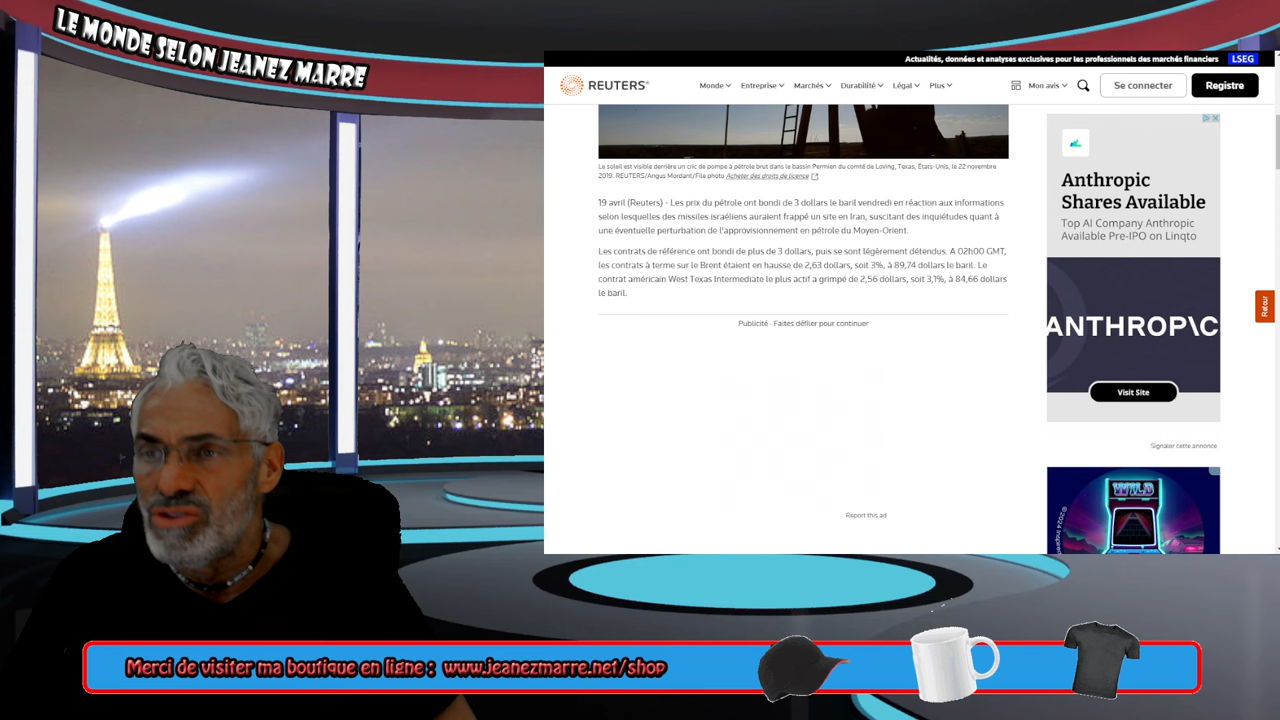 LE MONDE SELON JEANEZ MARRE
Actualités, données et analyses exclusives pour les professionnels des marchés financiers
LSEG
REUTERS
Monde
Entreprise
Marchés
Durabilité
Légal
Plus
Mon avis
Se connecter
Registre
Le soleil est visible derrière un cric de pompe à pétrole brut dans le bassin Permien du comté de Loving, Texas, États-Unis, le 22 novembre
2019. REUTERS/Angus Mordant/File photo Acheter des droits de licence
19 avril (Reuters) - Les prix du pétrole ont bondi de 3 dollars le baril vendredi en réaction aux informations
selon lesquelles des missiles israéliens auraient frappé un site en Iran, suscitant des inquiétudes quant à
une éventuelle perturbation de l'approvisionnement en pétrole du Moyen-Orient.
Les contrats de référence ont bondi de plus de 3 dollars, puis se sont légèrement détendus. A 02h00 GMT,
les contrats à terme sur le Brent étaient en hausse de 2,63 dollars, soit 3%, à 89,74 dollars le baril. Le
contrat américain West Texas Intermediate le plus actif a grimpé de 2,56 dollars, soit 3,1%, à 84,66 dollars
le baril.
Publicité · Faites défiler pour continuer
Report this ad
Anthropic
Shares Available
Top AI Company Anthropic
Available Pre-IPO on Linqto
ANTHROP\C
Visit Site
Signaler cette annonce
WILD
Retour
Merci de visiter ma boutique en ligne : www.jeanezmarre.net/shop